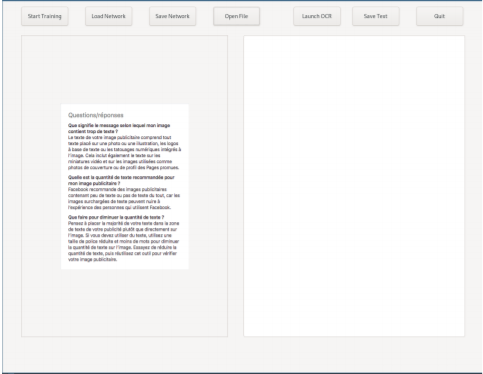 Start Training
Load Network
Save Network
Open File
Launch OCR
Save Text
Quit
Questions/réponses
Que signifie le message selon lequel mon image
contient trop de texte ?
Le texte de votre image publicitaire comprend tout
texte placé sur une photo ou une illustration, les logos
à base de texte ou les tatouages numériques intégrés à
l'image. Cela inclut également le texte sur les
miniatures vidéo et sur les images utilisées comme
photos de couverture ou de profil des Pages promues.
Quelle est la quantité de texte recommandée pour
mon image publicitaire ?
Facebook recommande des images publicitaires
contenant peu de texte ou pas de texte du tout, car les
images surchargées de texte peuvent nuire à
l'expérience des personnes qui utilisent Facebook.
Que faire pour diminuer la quantité de texte ?
Pensez à placer la majorité de votre texte dans la zone
de texte de votre publicité plutôt que directement sur
l'image. Si vous devez utiliser du texte, utilisez une
taille de police réduite et moins de mots pour diminuer
la quantité de texte sur l'image. Essayez de réduire la
quantité de texte, puis réutilisez cet outil pour vérifier
votre image publicitaire.